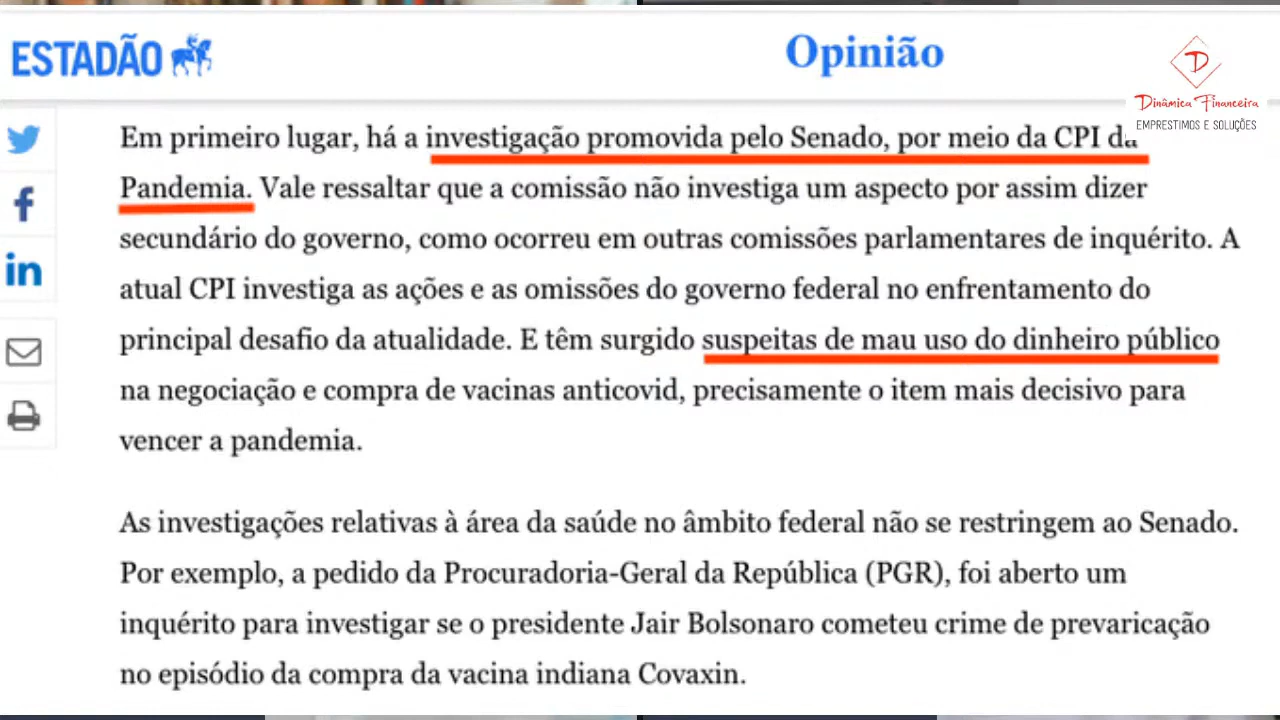 ESTADÃO
Opinião
D
Dinâmica Financeira
EMPRESTIMOS E SOLUÇÕES
Em primeiro lugar, há a investigação promovida pelo Senado, por meio da CPI da
Pandemia. Vale ressaltar que a comissão não investiga um aspecto por assim dizer
secundário do governo, como ocorreu em outras comissões parlamentares de inquérito. A
atual CPI investiga as ações e as omissões do governo federal no enfrentamento do
principal desafio da atualidade. E têm surgido suspeitas de mau uso do dinheiro público
na negociação e compra de vacinas anticovid, precisamente o item mais decisivo para
vencer a pandemia.
As investigações relativas à área da saúde no âmbito federal não se restringem ao Senado.
Por exemplo, a pedido da Procuradoria-Geral da República (PGR), foi aberto um
inquérito para investigar se o presidente Jair Bolsonaro cometeu crime de prevaricação
no episódio da compra da vacina indiana Covaxin.